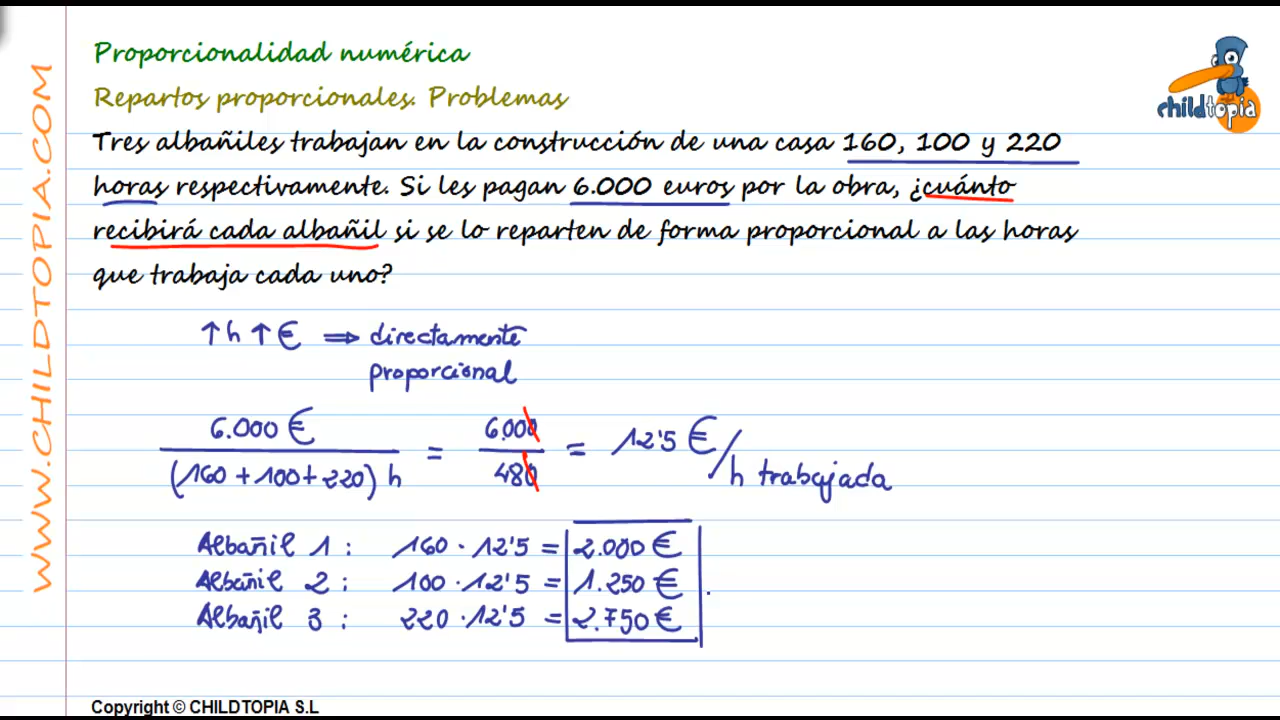 Proporcionalidad numérica
Repartos proporcionales. Problemas
childtopia
Tres albañiles trabajan en la construcción de una casa 160, 100 y 220
horas respectivamente. Si les pagan 6.000 euros por la obra, ¿cuánto
recibirá cada albañil si se lo reparten de forma proporcional a las horas
que trabaja cada uno?
↑h ↑€ ⇒ directamente
proporcional
6.000 € / (160 + 100 + 220) h = 6.000 / 480 = 12'5 € / h trabajada
Albañil 1 : 160 · 12'5 = 2.000 €
Albañil 2 : 100 · 12'5 = 1.250 €
Albañil 3 : 220 · 12'5 = 2.750 €
WWW.CHILDTOPIA.COM
Copyright © CHILDTOPIA S.L